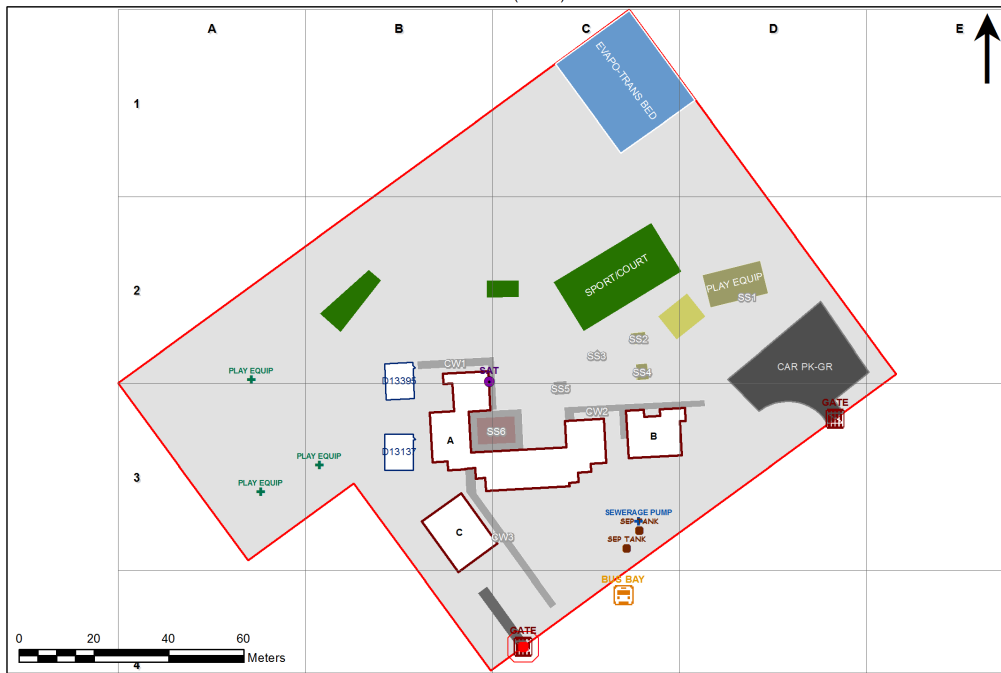 A
B
C
D
E
1
EVAPO-TRANS BED
2
SPORT/COURT
PLAY EQUIP
SS1
SS2
SS3
SS4
SS5
CAR PK-GR
GATE
PLAY EQUIP
D13395
CW1
SAT
CW2
A
SS6
B
3
D13137
PLAY EQUIP
PLAY EQUIP
C
CW3
SEWERAGE PUMP
SEP TANK
SEP TANK
BUS BAY
GATE
0 20 40 60
Meters
4